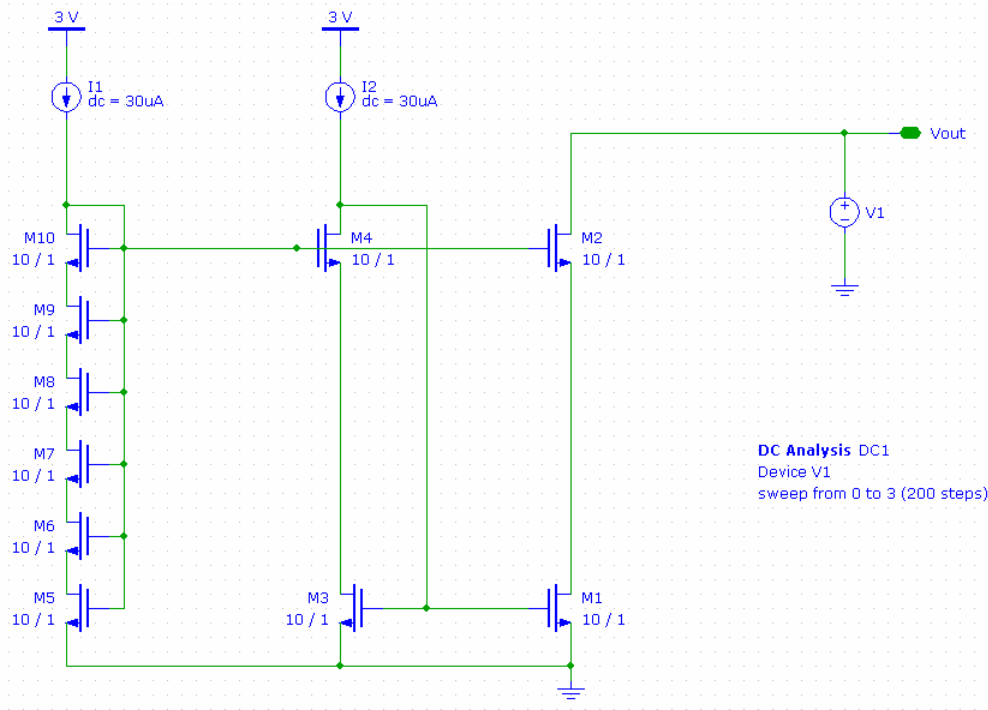 3 V
3 V
I1
dc = 30uA
I2
dc = 30uA
Vout
V1
M10
10 / 1
M4
10 / 1
M2
10 / 1
M9
10 / 1
M8
10 / 1
M7
10 / 1
DC Analysis DC1
Device V1
sweep from 0 to 3 (200 steps)
M6
10 / 1
M5
10 / 1
M3
10 / 1
M1
10 / 1